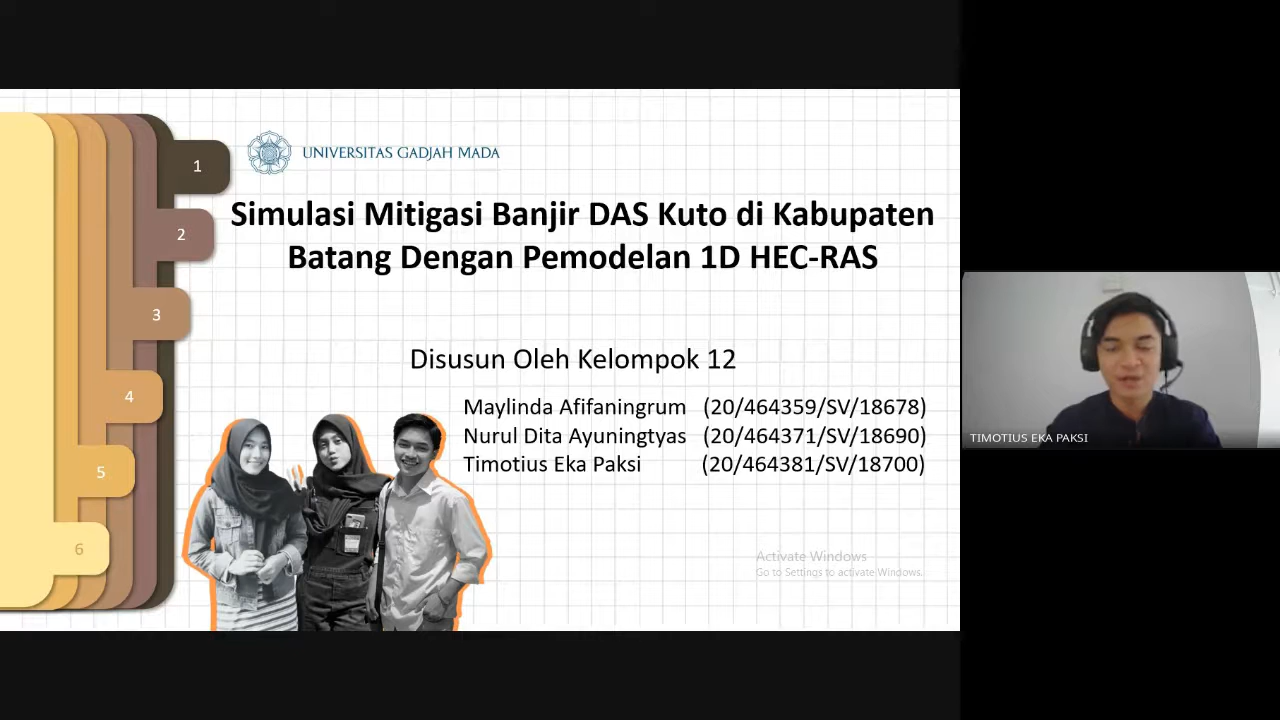 1
2
3
4
5
6
UNIVERSITAS GADJAH MADA
Simulasi Mitigasi Banjir DAS Kuto di Kabupaten
Batang Dengan Pemodelan 1D HEC-RAS
Disusun Oleh Kelompok 12
Maylinda Afifaningrum (20/464359/SV/18678)
Nurul Dita Ayuningtyas (20/464371/SV/18690)
Timotius Eka Paksi (20/464381/SV/18700)
Activate Windows
Go to Settings to activate Windows.
TIMOTIUS EKA PAKSI